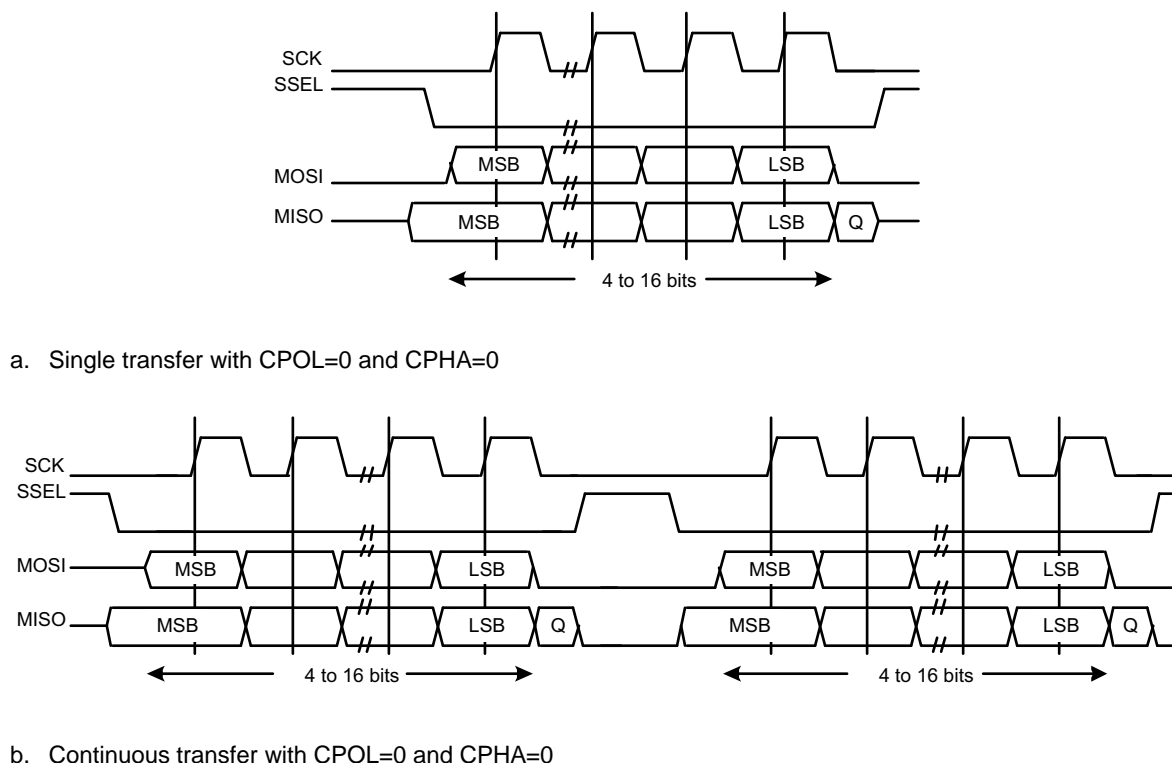 SCK
SSEL
MOSI MSB LSB
MISO MSB LSB Q
4 to 16 bits
a. Single transfer with CPOL=0 and CPHA=0
SCK
SSEL
MOSI MSB LSB MSB LSB
MISO MSB LSB Q MSB LSB Q
4 to 16 bits 4 to 16 bits
b. Continuous transfer with CPOL=0 and CPHA=0